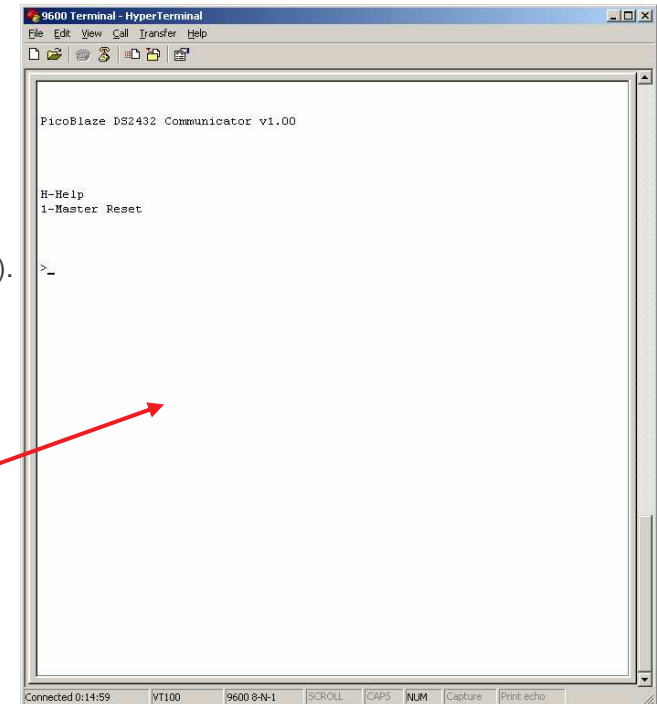 9600 Terminal - HyperTerminal
File Edit View Call Transfer Help
PicoBlaze DS2432 Communicator v1.00
H-Help
1-Master Reset
).
>_
Connected 0:14:59 VT100 9600 8-N-1 SCROLL CAPS NUM Capture Print echo